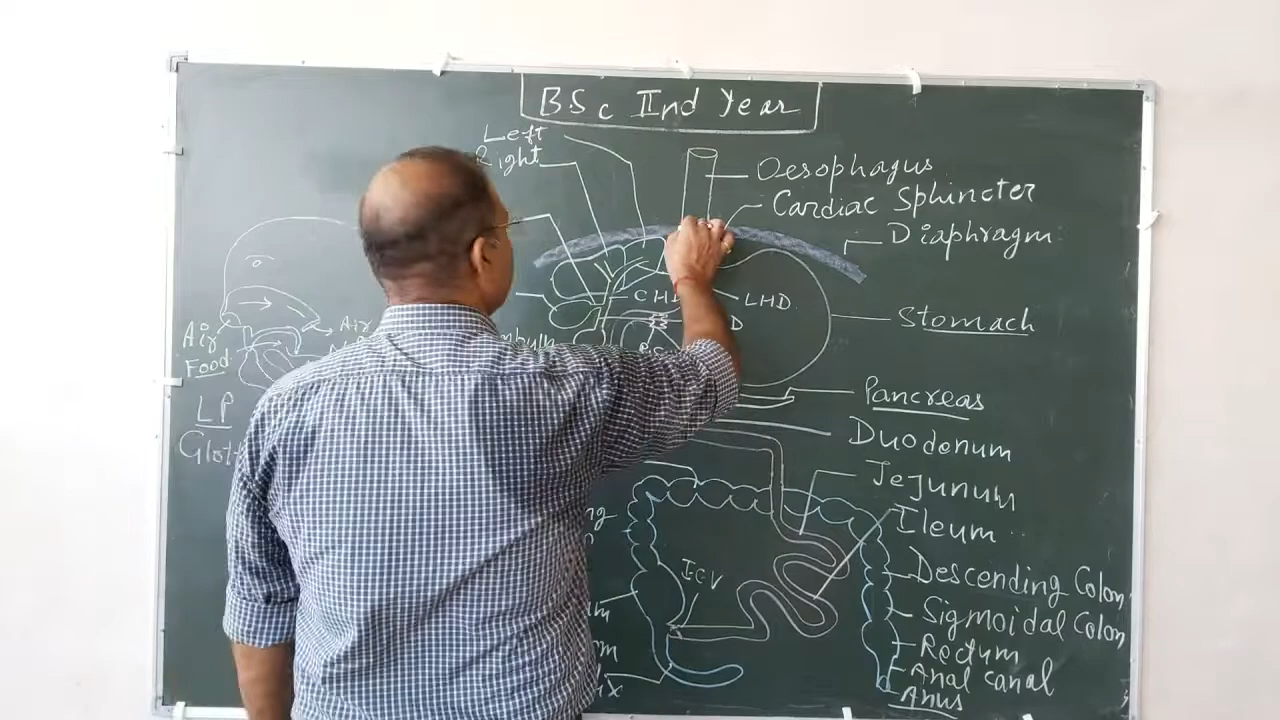 BSc IInd Year
Left
Right
Oesophagus
Cardiac Sphincter
Diaphragm
CHD
LHD
D
Stomach
Air
Air
Food
LP
Pancreas
Duodenum
Jejunum
Ileum
ICV
Descending Colon
Sigmoidal Colon
Rectum
Anal Canal
Anus